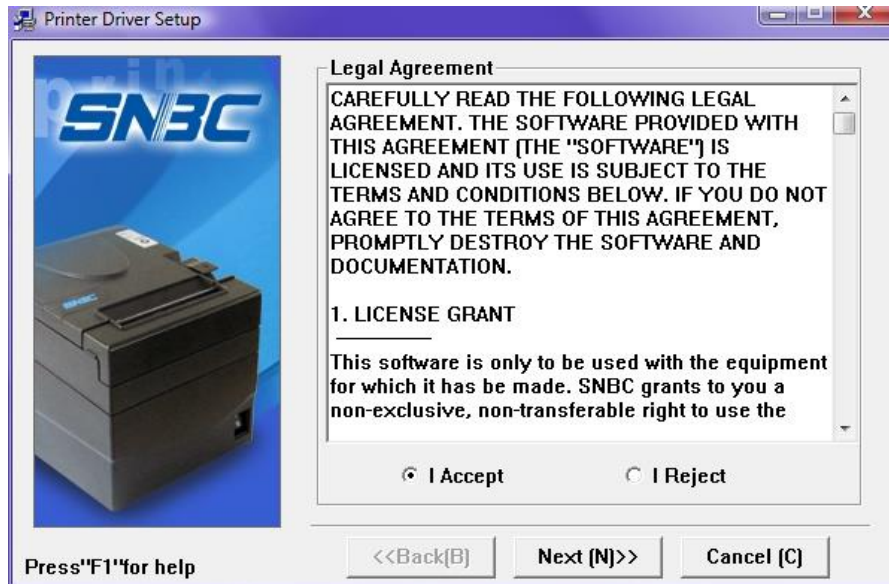 Printer Driver Setup
print
SNBC
SNBC
Legal Agreement
CAREFULLY READ THE FOLLOWING LEGAL
AGREEMENT. THE SOFTWARE PROVIDED WITH
THIS AGREEMENT (THE "SOFTWARE") IS
LICENSED AND ITS USE IS SUBJECT TO THE
TERMS AND CONDITIONS BELOW. IF YOU DO NOT
AGREE TO THE TERMS OF THIS AGREEMENT,
PROMPTLY DESTROY THE SOFTWARE AND
DOCUMENTATION.
1. LICENSE GRANT
This software is only to be used with the equipment
for which it has be made. SNBC grants to you a
non-exclusive, non-transferable right to use the
I Accept
I Reject
Press"F1"for help
<<Back(B)
Next (N)>>
Cancel (C)